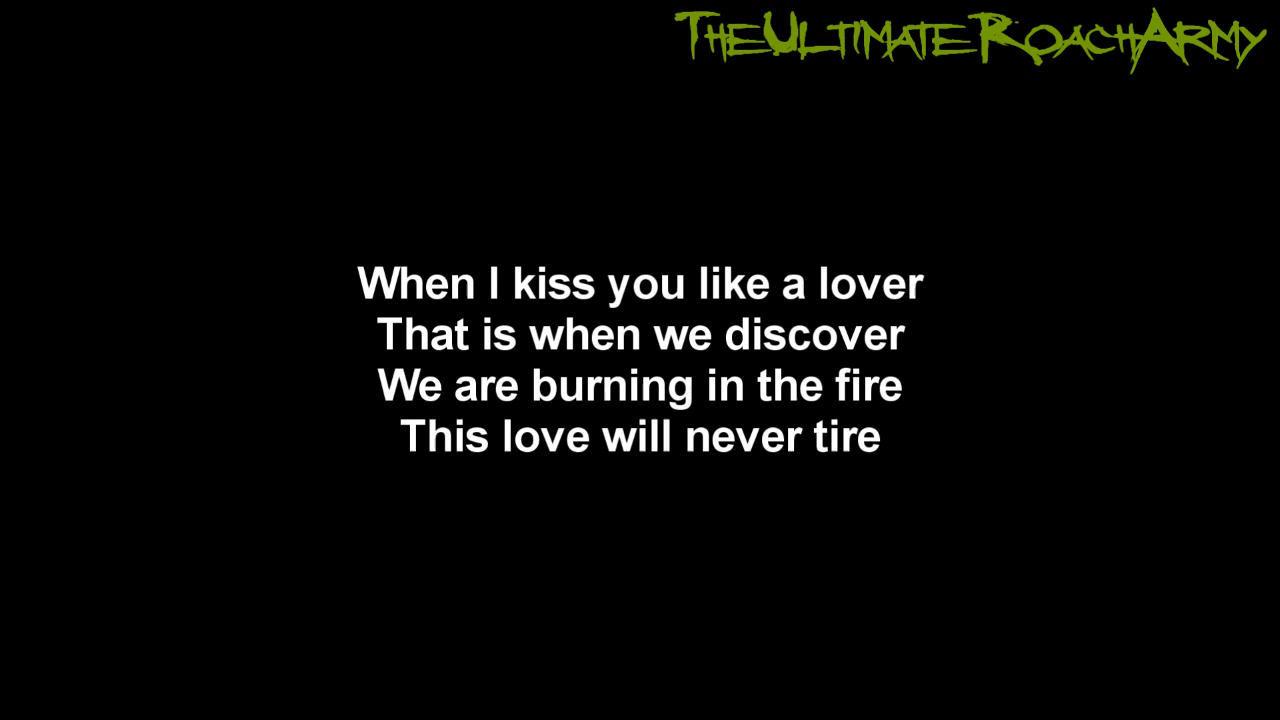 TheUltimateRoachArmy
When I kiss you like a lover
That is when we discover
We are burning in the fire
This love will never tire